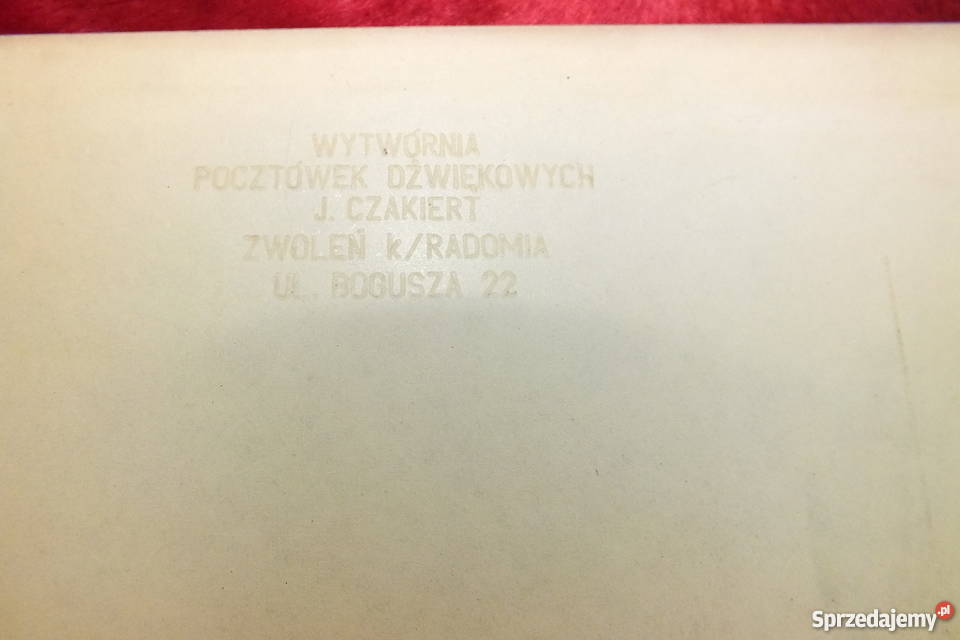 WYTWÓRNIA
POCZTÓWEK DŹWIĘKOWYCH
J. CZAKIERT
ZWOLEŃ k/RADOMIA
UL. BOGUSZA 22
Sprzedajemy.pl